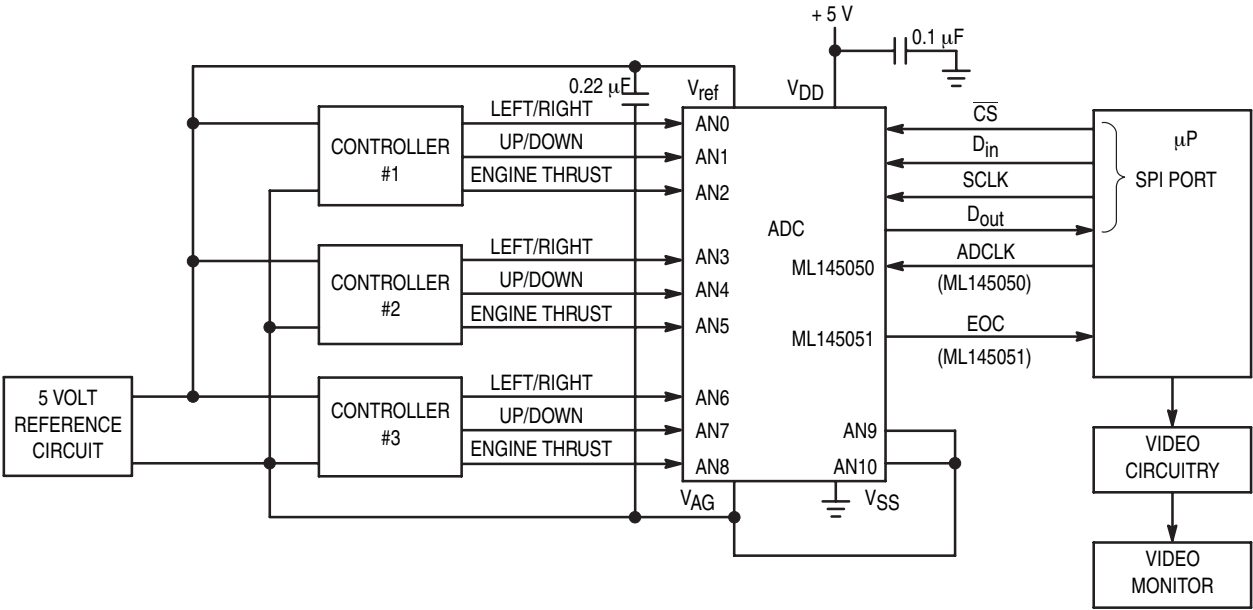 + 5 V
0.1 μF
0.22 μF
Vref
VDD
CONTROLLER
#1
LEFT/RIGHT
UP/DOWN
ENGINE THRUST
AN0
AN1
AN2
CONTROLLER
#2
LEFT/RIGHT
UP/DOWN
ENGINE THRUST
AN3
AN4
AN5
CONTROLLER
#3
LEFT/RIGHT
UP/DOWN
ENGINE THRUST
AN6
AN7
AN8
5 VOLT
REFERENCE
CIRCUIT
ADC
ML145050
ML145051
AN9
AN10
VAG
VSS
CS
Din
SCLK
Dout
ADCLK
(ML145050)
EOC
(ML145051)
μP
SPI PORT
VIDEO
CIRCUITRY
VIDEO
MONITOR